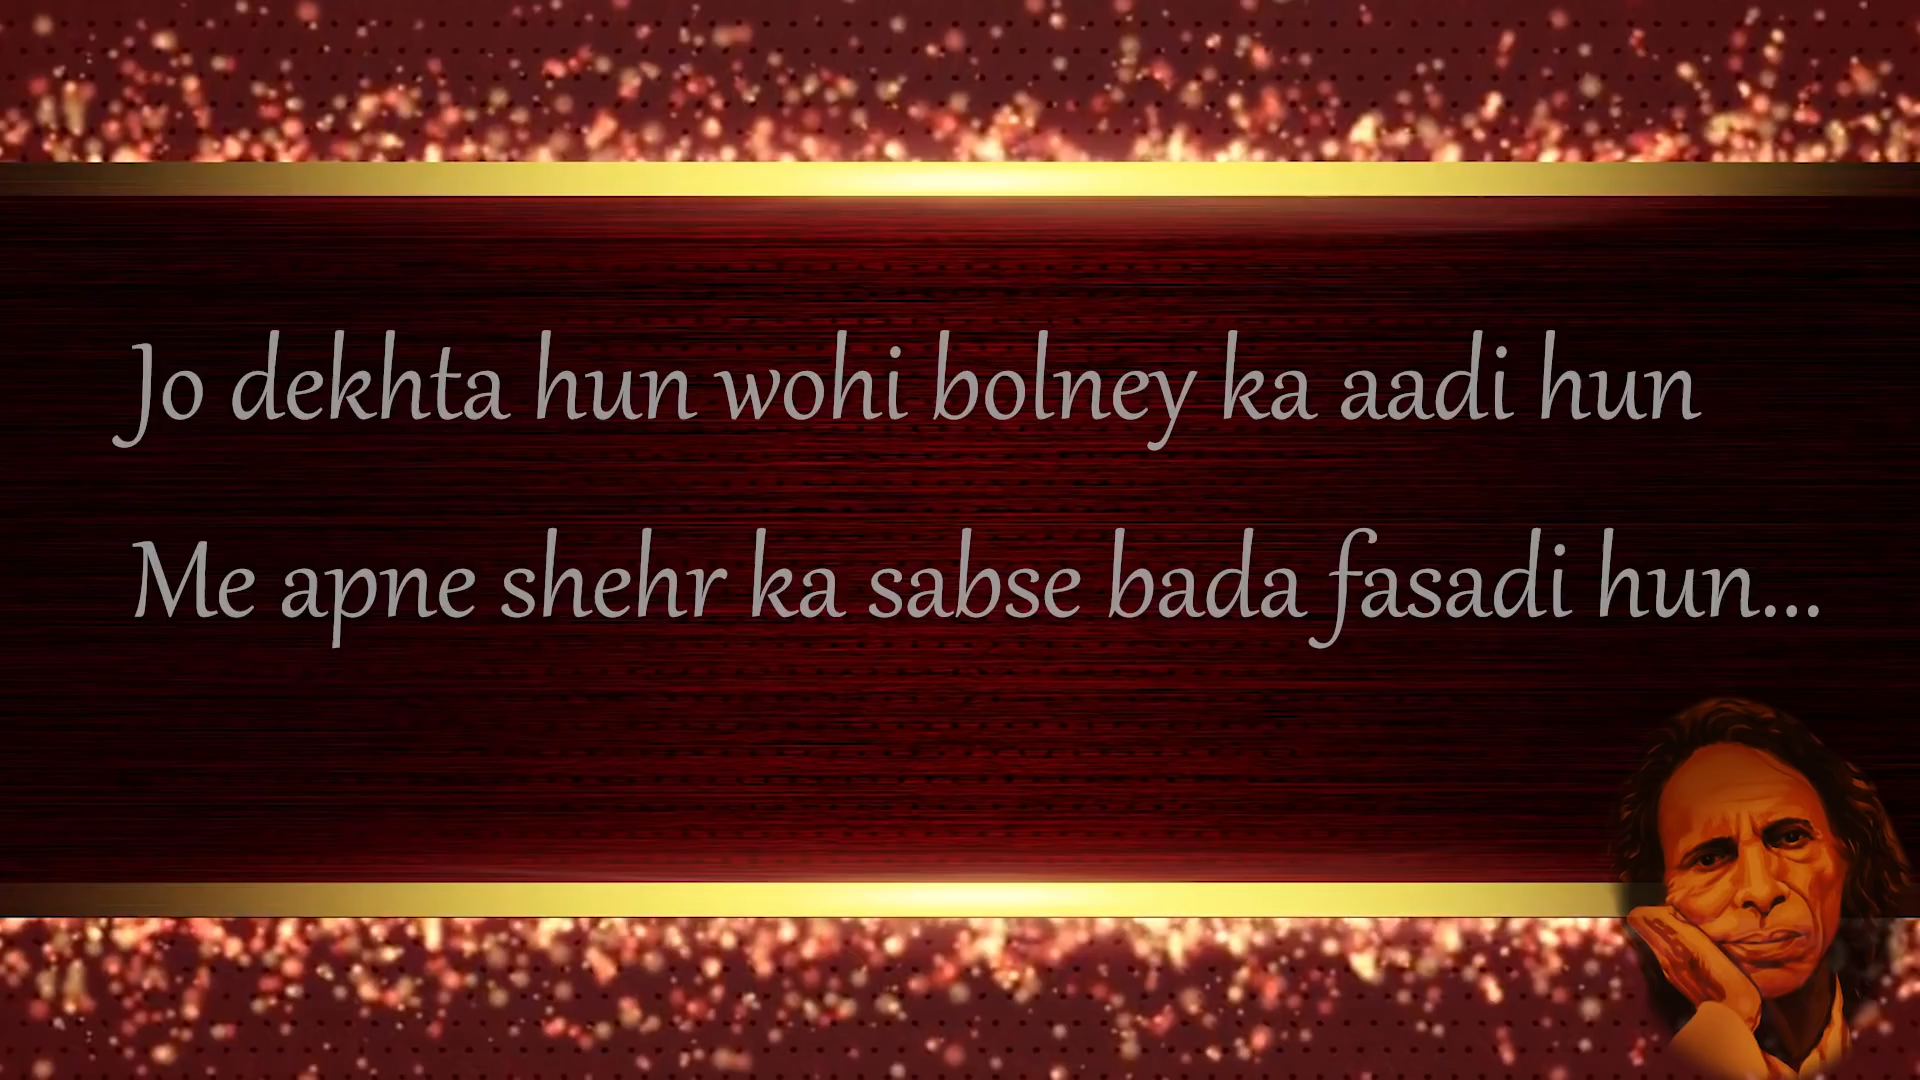 Jo dekhta hun wohi bolney ka aadi hun
Me apne shehr ka sabse bada fasadi hun...